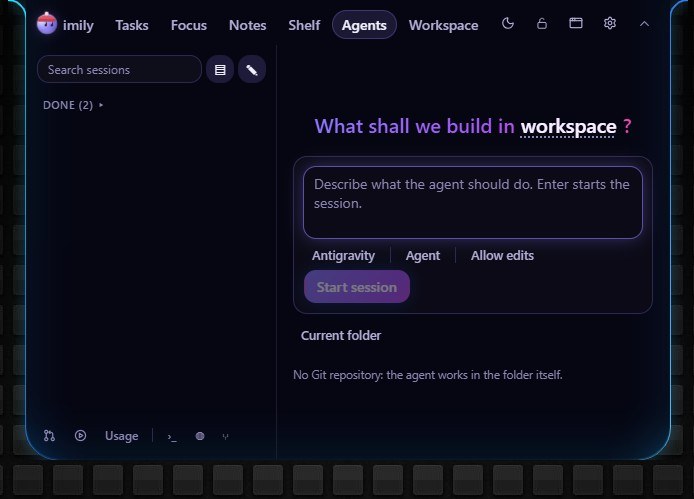 imily Tasks Focus Notes Shelf Agents Workspace
Search sessions
DONE (2)
What shall we build in workspace ?
Describe what the agent should do. Enter starts the
session.
Antigravity Agent Allow edits
Start session
Current folder
No Git repository: the agent works in the folder itself.
Usage